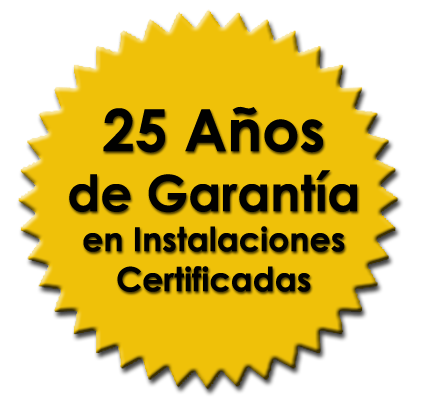 25 Años
de Garantía
en Instalaciones
Certificadas